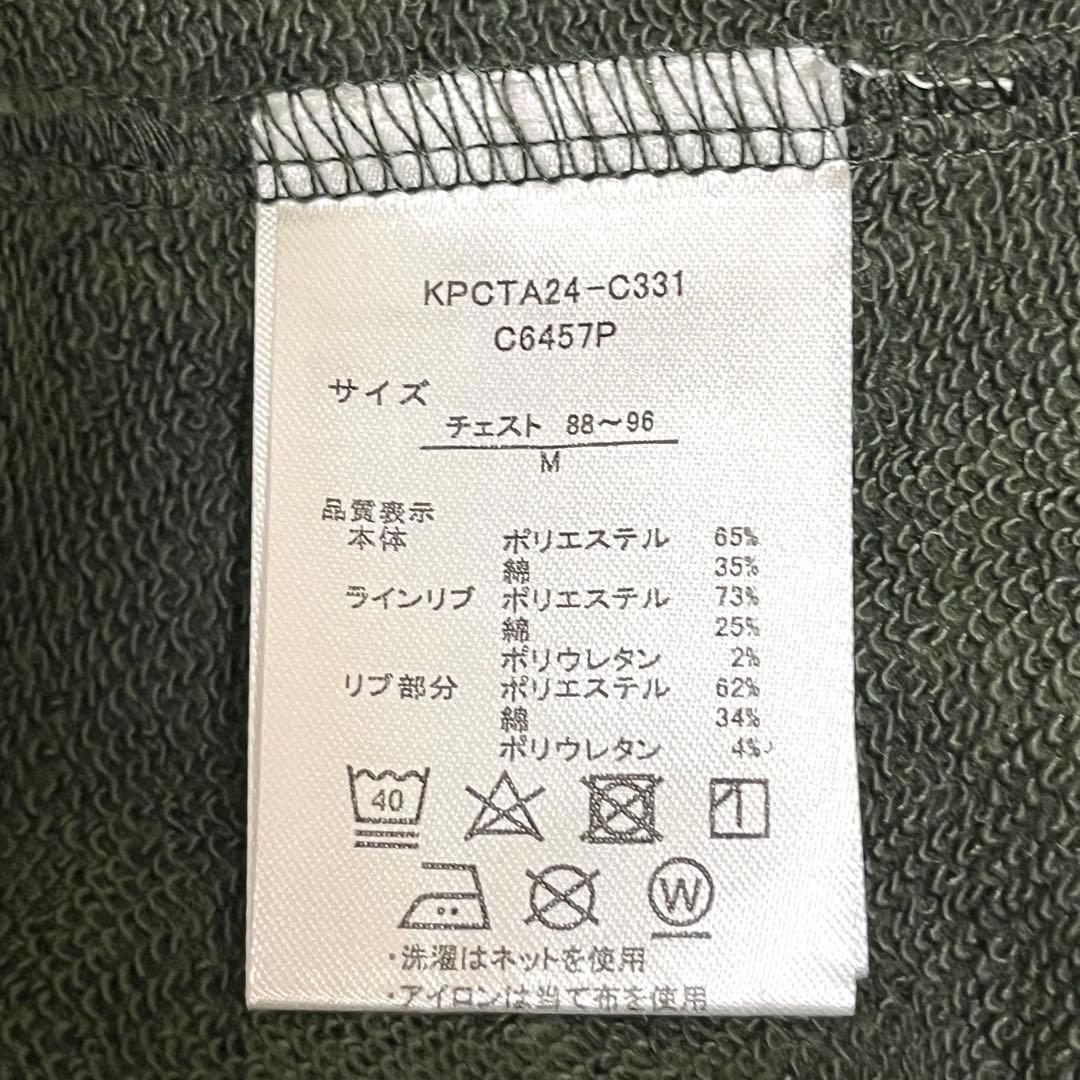 KPCTA24-C331
C6457P
サイズ
チェスト 88～96
M
品質表示
本体 ポリエステル 65%
綿 35%
ラインリブ ポリエステル 73%
綿 25%
ポリウレタン 2%
リブ部分 ポリエステル 62%
綿 34%
ポリウレタン 4%
40
W
・洗濯はネットを使用
・アイロンは当て布を使用